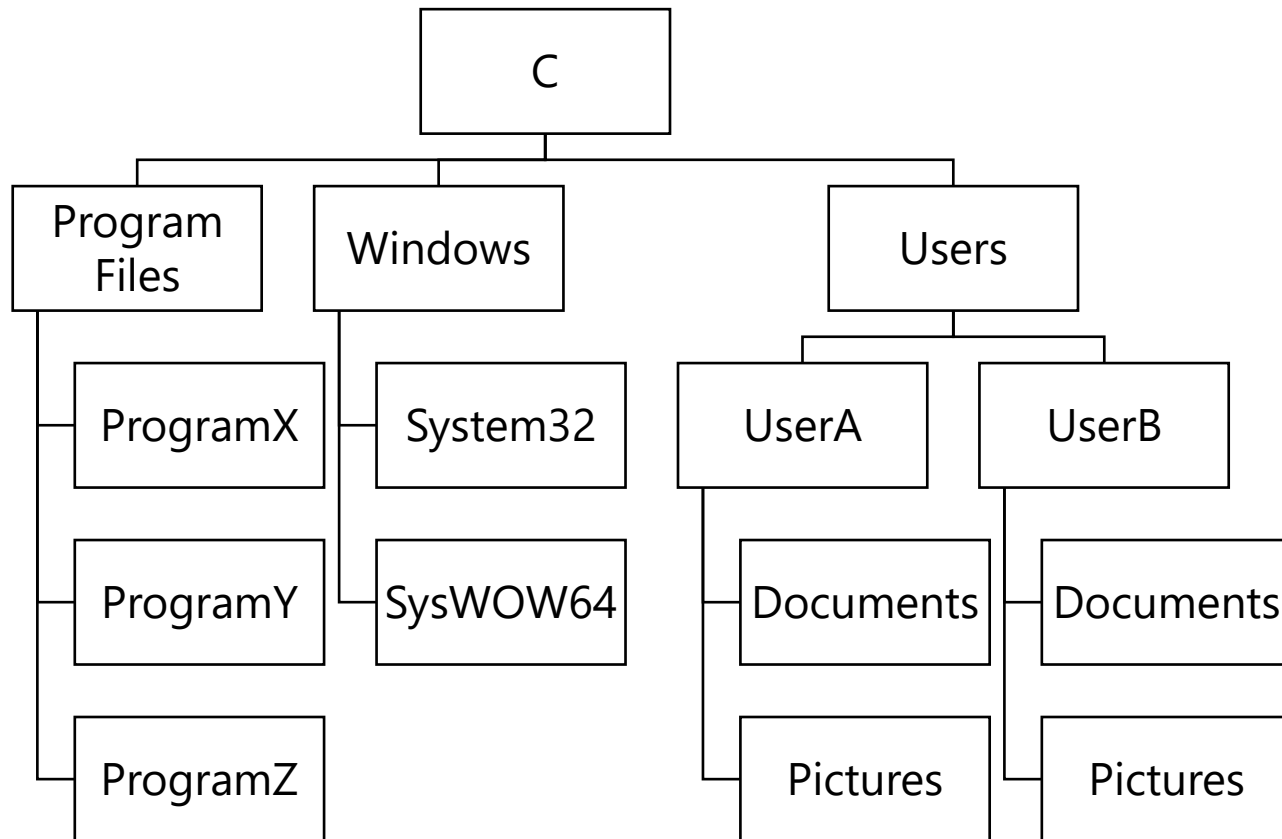 C
Program
Files
Windows
Users
ProgramX
System32
UserA
UserB
ProgramY
SysWOW64
Documents
Documents
ProgramZ
Pictures
Pictures